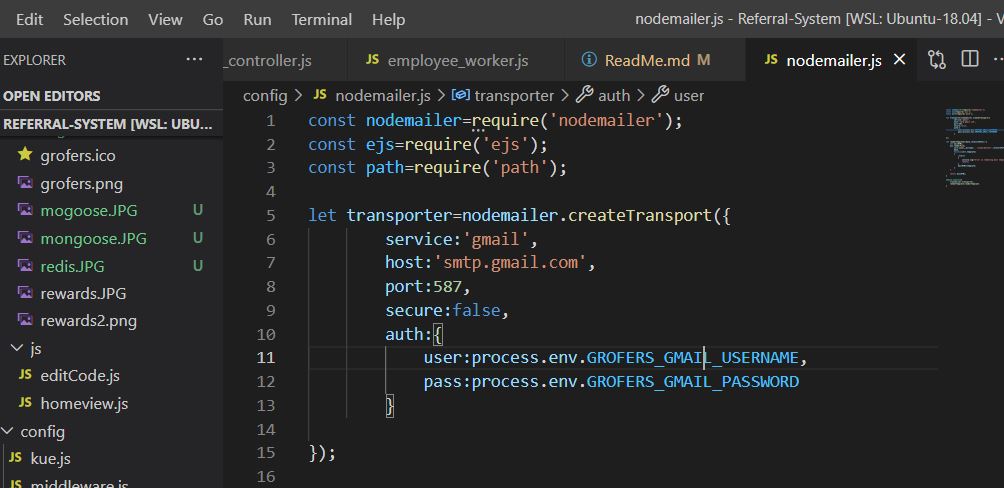 Edit Selection View Go Run Terminal Help nodemailer.js - Referral-System [WSL: Ubuntu-18.04] - V
EXPLORER ···
_controller.js JS employee_worker.js ReadMe.md M JS nodemailer.js
OPEN EDITORS
config > JS nodemailer.js > transporter > auth > user
REFERRAL-SYSTEM [WSL: UBU...
grofers.ico
grofers.png
mogoose.JPG U
mongoose.JPG U
redis.JPG U
rewards.JPG
rewards2.png
js
JS editCode.js
JS homeview.js
config
JS kue.js
JS middleware.js
1 const nodemailer=require('nodemailer');
2 const ejs=require('ejs');
3 const path=require('path');
4
5 let transporter=nodemailer.createTransport({
6 service:'gmail',
7 host:'smtp.gmail.com',
8 port:587,
9 secure:false,
10 auth:{
11 user:process.env.GROFERS_GMAIL_USERNAME,
12 pass:process.env.GROFERS_GMAIL_PASSWORD
13 }
14
15 });
16